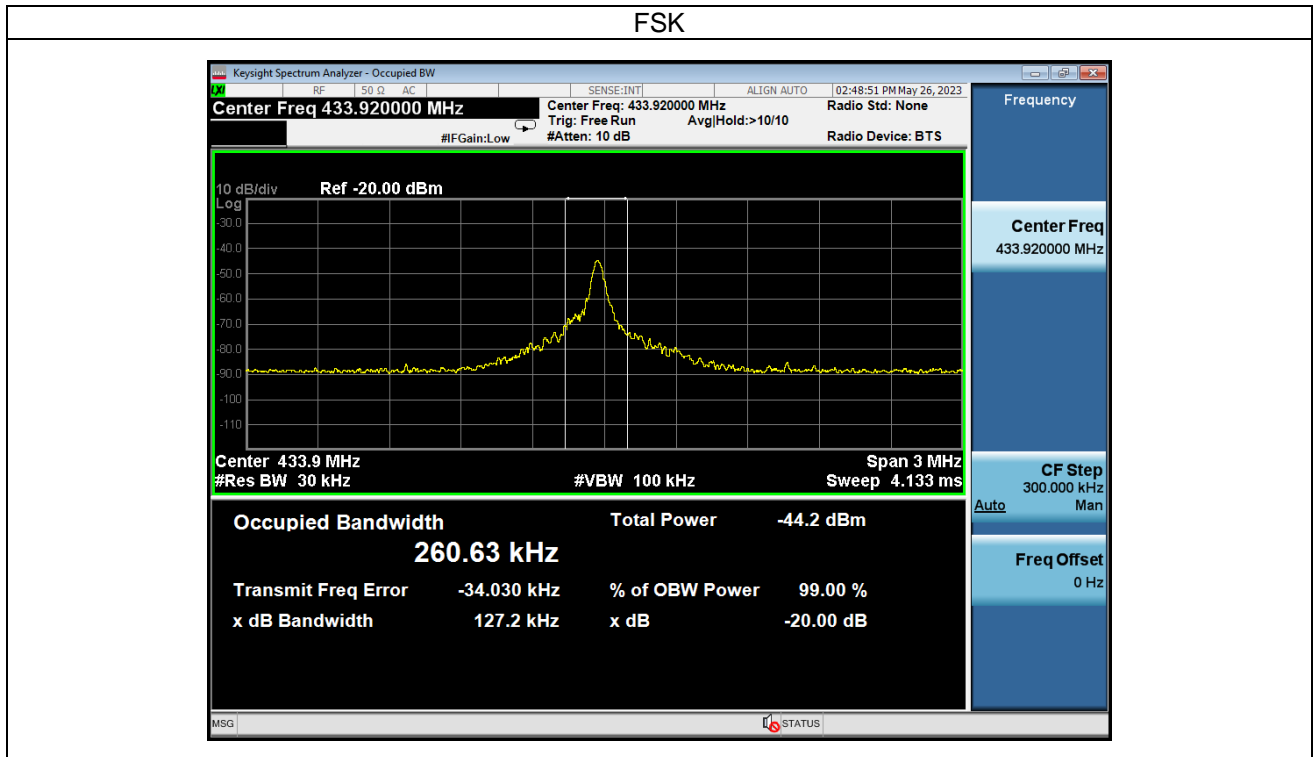 FSK
Keysight Spectrum Analyzer - Occupied BW
LXI RF 50 Ω AC SENSE:INT ALIGN AUTO 02:48:51 PM May 26, 2023
Center Freq 433.920000 MHz Center Freq: 433.920000 MHz Radio Std: None
Trig: Free Run Avg|Hold:>10/10
#IFGain:Low #Atten: 10 dB Radio Device: BTS
10 dB/div Ref -20.00 dBm
Log
-30.0
-40.0
-50.0
-60.0
-70.0
-80.0
-90.0
-100
-110
Center 433.9 MHz Span 3 MHz
#Res BW 30 kHz #VBW 100 kHz Sweep 4.133 ms
Occupied Bandwidth Total Power -44.2 dBm
260.63 kHz
Transmit Freq Error -34.030 kHz % of OBW Power 99.00 %
x dB Bandwidth 127.2 kHz x dB -20.00 dB
Frequency
Center Freq
433.920000 MHz
CF Step
300.000 kHz
Auto Man
Freq Offset
0 Hz
MSG STATUS